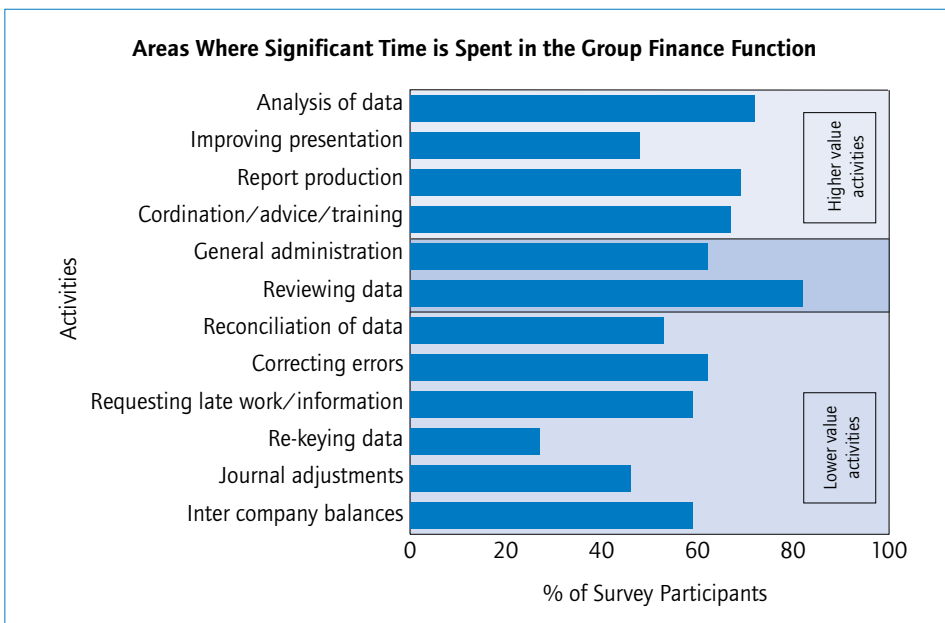 Areas Where Significant Time is Spent in the Group Finance Function
Analysis of data
Improving presentation
Report production
Cordination/advice/training
General administration
Reviewing data
Reconciliation of data
Correcting errors
Requesting late work/information
Re-keying data
Journal adjustments
Inter company balances
Activities
Higher value
activities
Lower value
activities
0 20 40 60 80 100
% of Survey Participants